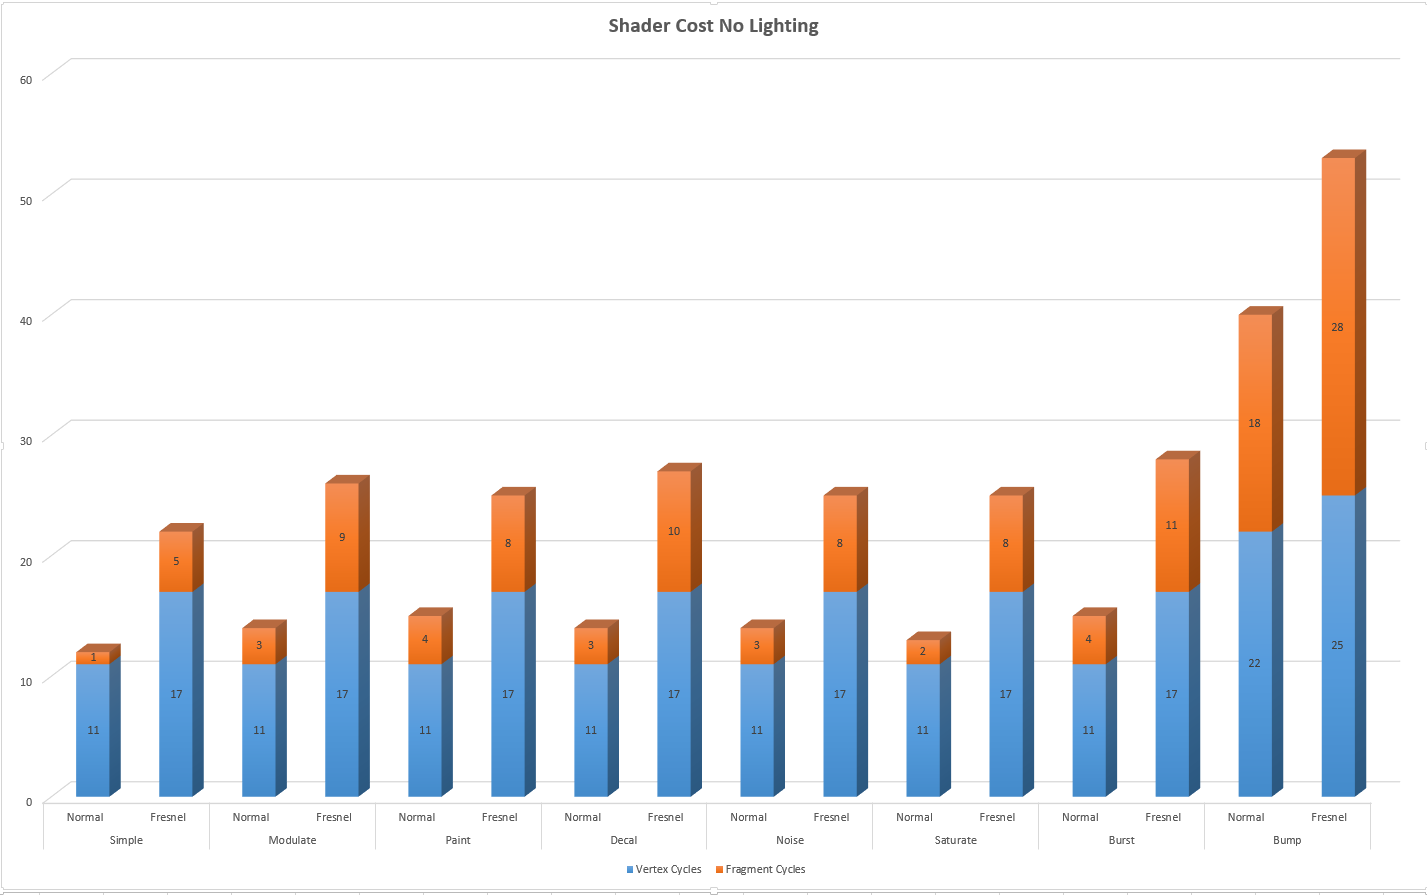 Shader Cost No Lighting
60
50
40
30
20
10
0
1 5 3 9 4 8 3 10 3 8 2 8 4 11 18 28
11 17 11 17 11 17 11 17 11 17 11 17 11 17 22 25
Normal Fresnel Normal Fresnel Normal Fresnel Normal Fresnel Normal Fresnel Normal Fresnel Normal Fresnel Normal Fresnel
Simple Modulate Paint Decal Noise Saturate Burst Bump
Vertex Cycles Fragment Cycles